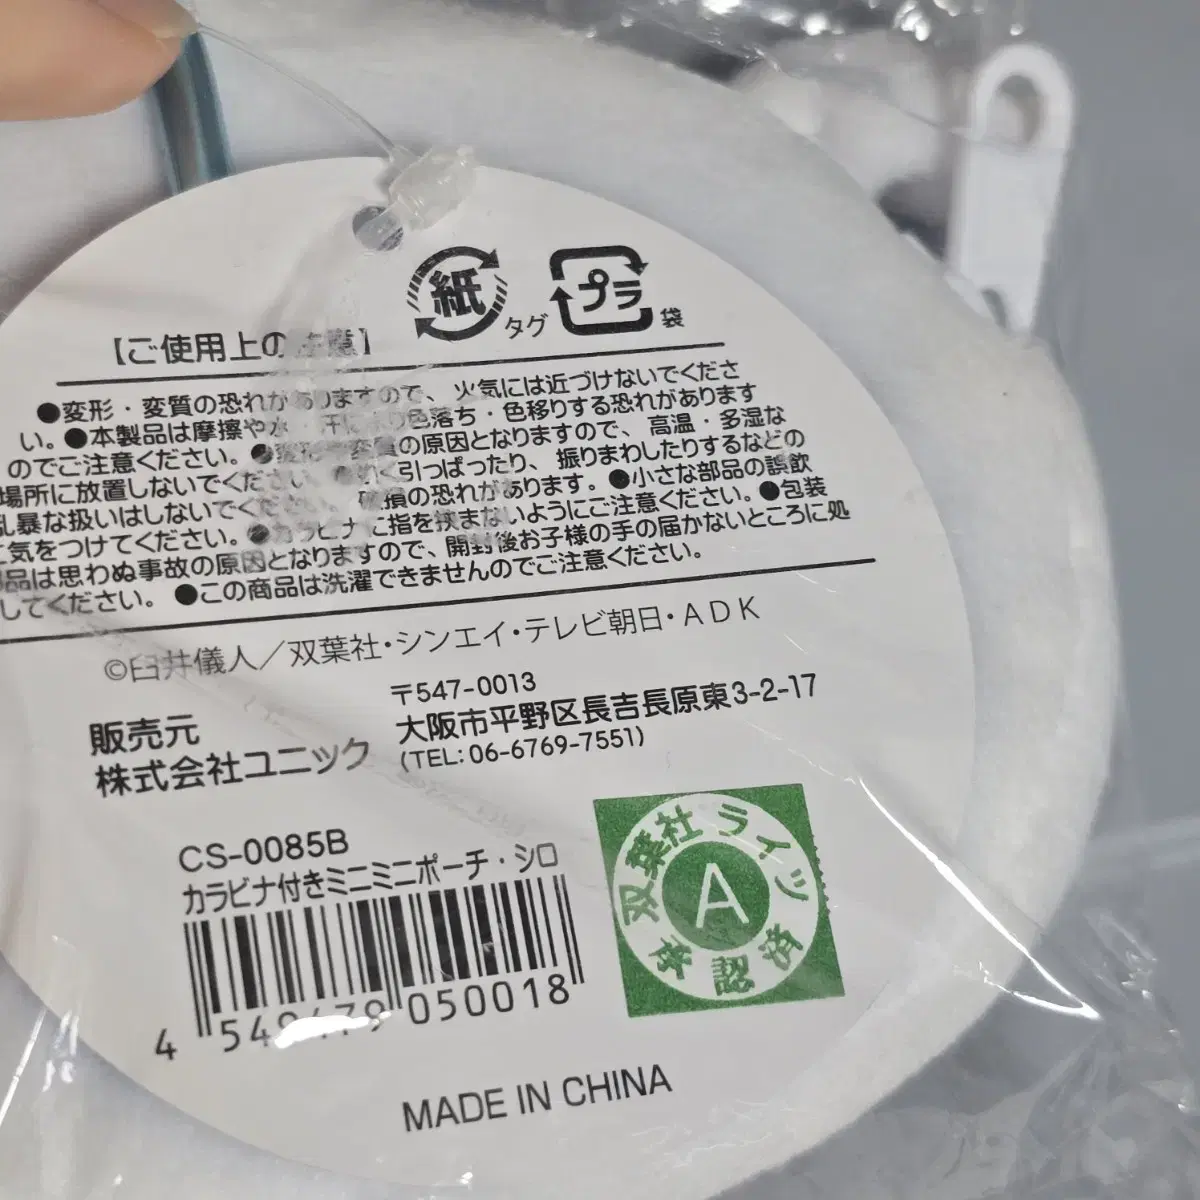 紙
タグ
プラ
袋
【ご使用上の注意】
●変形・変質の恐れがありますので、火気には近づけないでくださ
い。●本製品は摩擦や水・汗により色落ち・色移りする恐れがあります
のでご注意ください。●変形や変質の原因となりますので、高温・多湿な
場所に放置しないでください。●強く引っぱったり、振りまわしたりするなどの
乱暴な扱いはしないでください。破損の恐れがあります。●小さな部品の誤飲
に気をつけてください。●カラビナに指を挟まないようにご注意ください。●包装
用品は思わぬ事故の原因となりますので、開封後お子様の手の届かないところに処
してください。●この商品は洗濯できませんのでご注意ください。
©臼井儀人/双葉社・シンエイ・テレビ朝日・ADK
販売元
株式会社ユニック
〒547-0013
大阪市平野区長吉長原東3-2-17
(TEL:06-6769-7551)
CS-0085B
カラビナ付きミニミニポーチ・シロ
4 549479 050018
双葉社ライツ
A
承認済
MADE IN CHINA